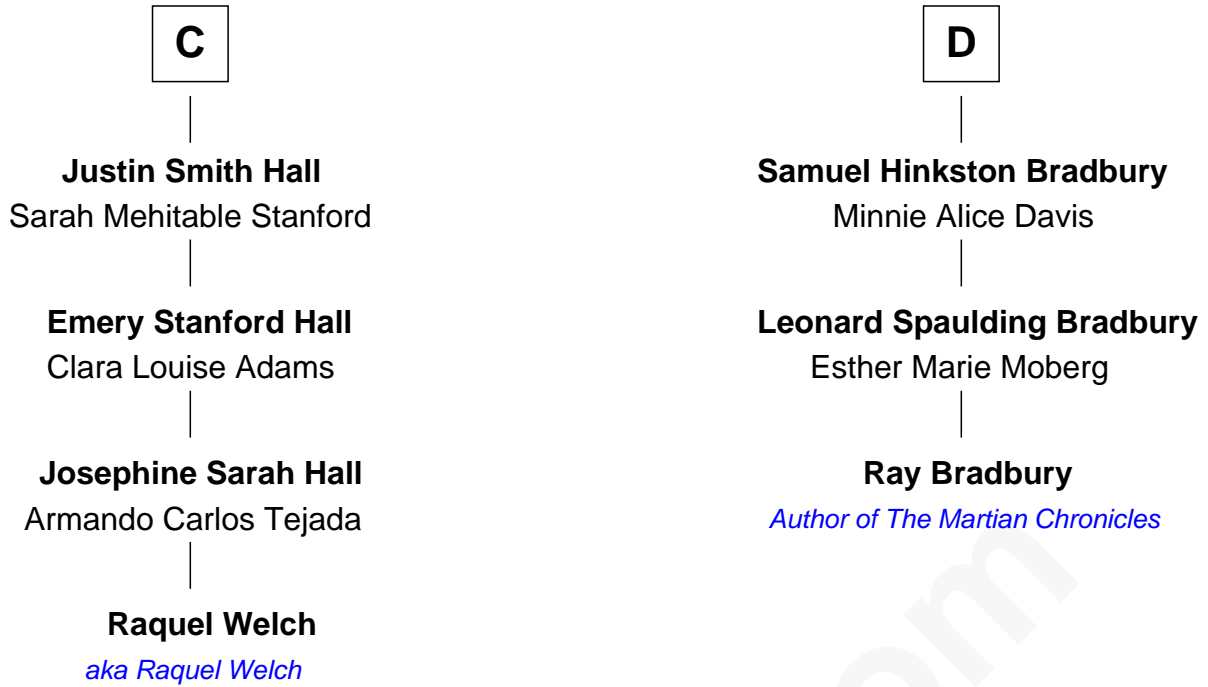 C
Justin Smith Hall
Sarah Mehitable Stanford
Emery Stanford Hall
Clara Louise Adams
Josephine Sarah Hall
Armando Carlos Tejada
Raquel Welch
aka Raquel Welch
D
Samuel Hinkston Bradbury
Minnie Alice Davis
Leonard Spaulding Bradbury
Esther Marie Moberg
Ray Bradbury
Author of The Martian Chronicles
om